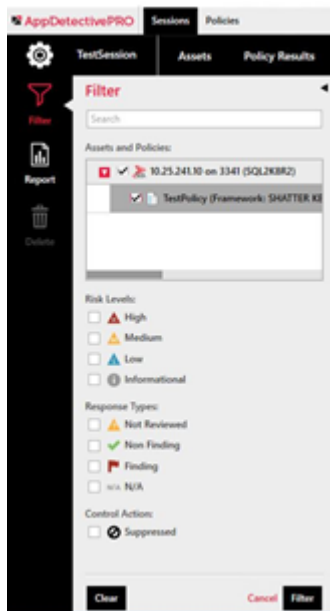 AppDetectivePRO Sessions Policies
TestSession Assets Policy Results
Filter
Filter
Search
Report
Delete
Assets and Policies:
10.25.241.10 on 3341 (SQL2K8R2)
TestPolicy (Framework: SHATTER KB
Risk Levels:
High
Medium
Low
Informational
Response Types:
Not Reviewed
Non Finding
Finding
N/A N/A
Control Action:
Suppressed
Clear Cancel Filter